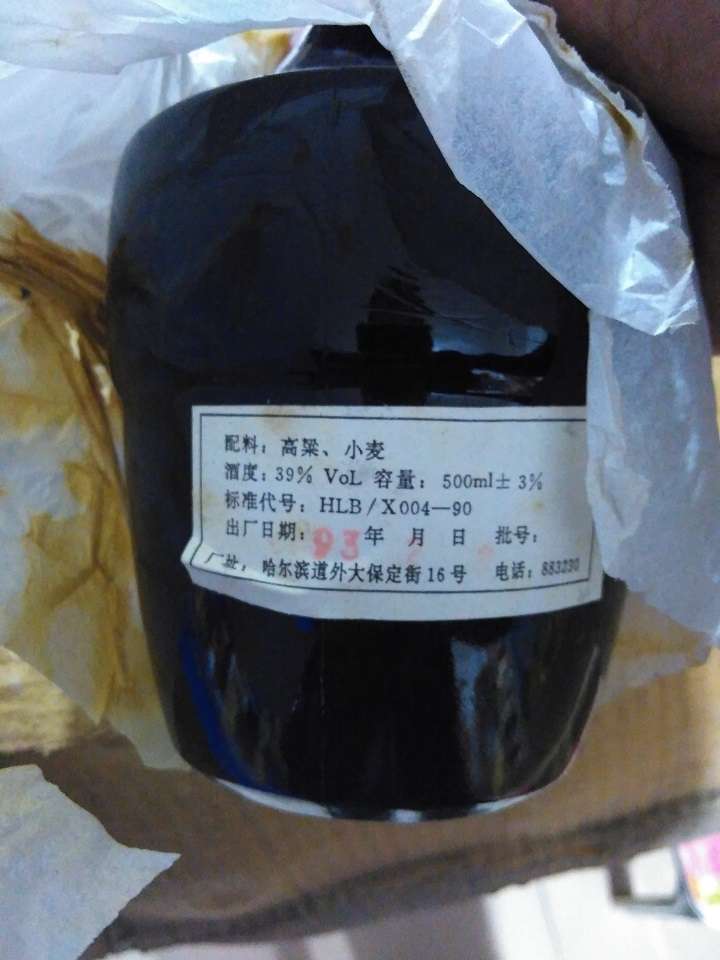 配料：高粱、小麦
酒度：39% VoL 容量：500ml±3%
标准代号：HLB/X004—90
出厂日期：93年 月 日 批号：
厂址：哈尔滨道外大保定街16号 电话：883230